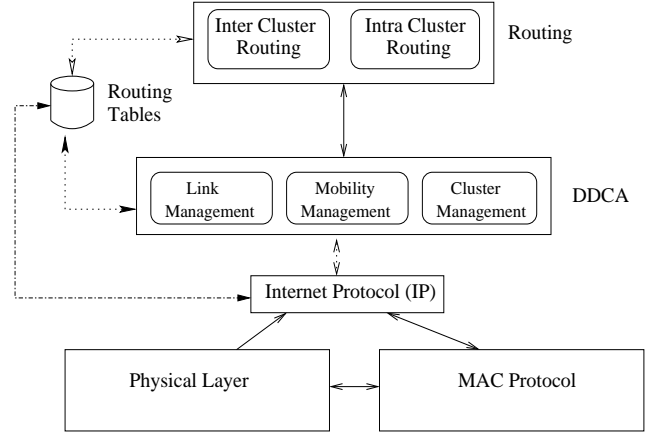 Inter Cluster
Routing
Intra Cluster
Routing
Routing
Routing
Tables
Link
Management
Mobility
Management
Cluster
Management
DDCA
Internet Protocol (IP)
Physical Layer
MAC Protocol